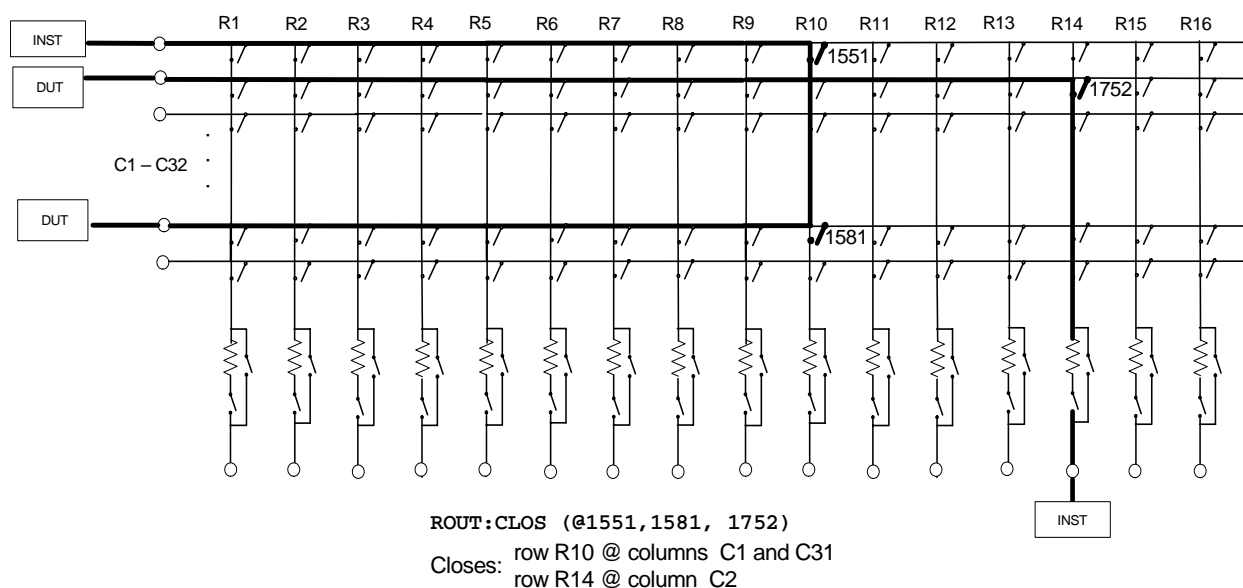 R1 R2 R3 R4 R5 R6 R7 R8 R9 R10 R11 R12 R13 R14 R15 R16
INST
1551
DUT
1752
C1 – C32
DUT
1581
INST
ROUT:CLOS (@1551,1581, 1752)
Closes: row R10 @ columns C1 and C31
row R14 @ column C2